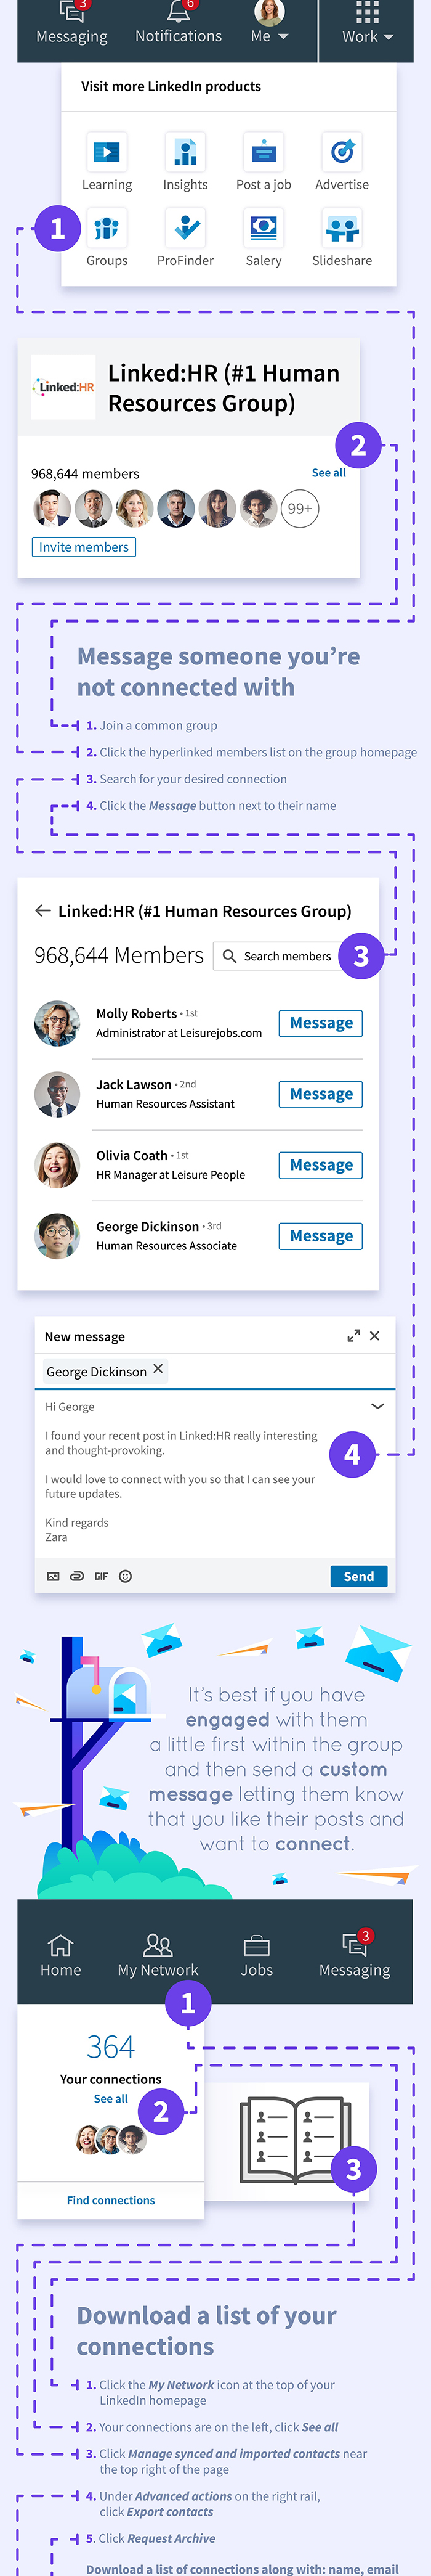 3
6
Messaging
Notifications
Me
Work
Visit more LinkedIn products
Learning
Insights
Post a job
Advertise
1
Groups
ProFinder
Salery
Slideshare
Linked:HR
Linked:HR (#1 Human
Resources Group)
2
968,644 members
See all
99+
Invite members
Message someone you’re
not connected with
1. Join a common group
2. Click the hyperlinked members list on the group homepage
3. Search for your desired connection
4. Click the Message button next to their name
Linked:HR (#1 Human Resources Group)
968,644 Members
Search members
3
Molly Roberts • 1st
Administrator at Leisurejobs.com
Message
Jack Lawson • 2nd
Human Resources Assistant
Message
Olivia Coath • 1st
HR Manager at Leisure People
Message
George Dickinson • 3rd
Human Resources Associate
Message
New message
George Dickinson
Hi George
I found your recent post in Linked:HR really interesting
and thought-provoking.
4
I would love to connect with you so that I can see your
future updates.
Kind regards
Zara
GIF
Send
It’s best if you have
engaged with them
a little first within the group
and then send a custom
message letting them know
that you like their posts and
want to connect.
3
Home
My Network
Jobs
Messaging
1
364
Your connections
See all
2
3
Find connections
Download a list of your
connections
1. Click the My Network icon at the top of your
LinkedIn homepage
2. Your connections are on the left, click See all
3. Click Manage synced and imported contacts near
the top right of the page
4. Under Advanced actions on the right rail,
click Export contacts
5. Click Request Archive
Download a list of connections along with: name, email